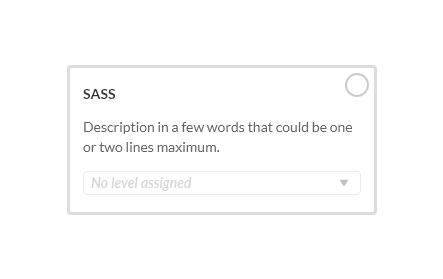 SASS
Description in a few words that could be one
or two lines maximum.
No level assigned